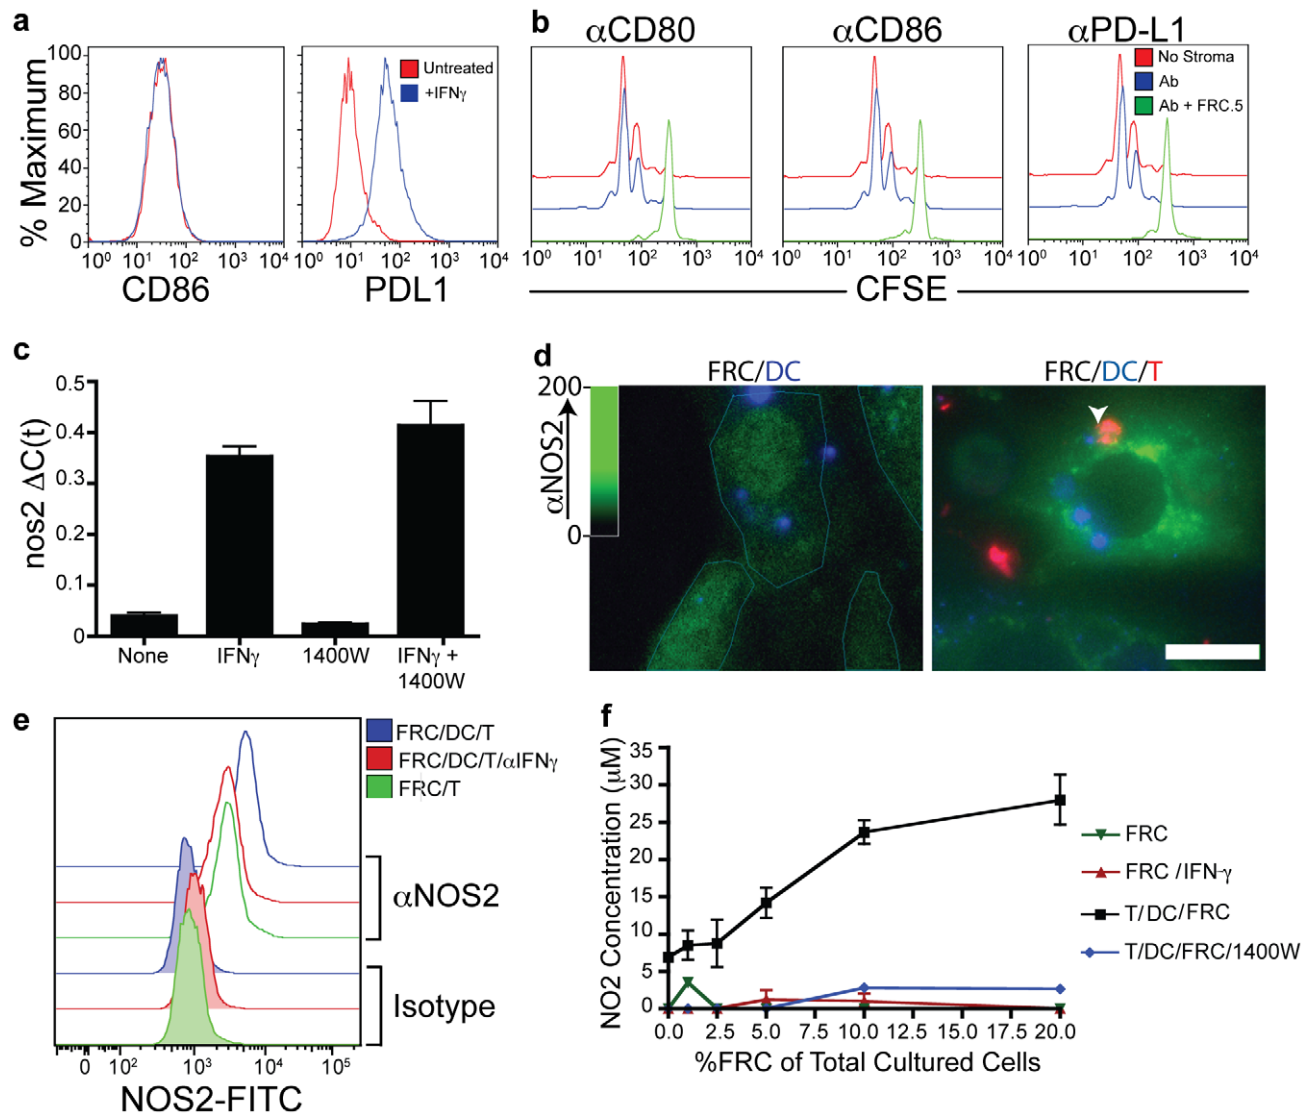 a
% Maximum
100
80
60
40
20
0
10⁰ 10¹ 10² 10³ 10⁴
CD86
Untreated
+IFNγ
10⁰ 10¹ 10² 10³ 10⁴
PDL1
b
αCD80
αCD86
αPD-L1
No Stroma
Ab
Ab + FRC.5
10⁰ 10¹ 10² 10³ 10⁴
10⁰ 10¹ 10² 10³ 10⁴
10⁰ 10¹ 10² 10³ 10⁴
CFSE
c
nos2 ΔC(t)
0.5
0.4
0.3
0.2
0.1
0
None
IFNγ
1400W
IFNγ +
1400W
d
FRC/DC
FRC/DC/T
200
αNOS2
0
e
FRC/DC/T
FRC/DC/T/αIFNγ
FRC/T
αNOS2
Isotype
0 10² 10³ 10⁴ 10⁵
NOS2-FITC
f
NO2 Concentration (μM)
35
30
25
20
15
10
5
0
0.0 2.5 5.0 7.5 10.0 12.5 15.0 17.5 20.0
%FRC of Total Cultured Cells
FRC
FRC/IFN-γ
T/DC/FRC
T/DC/FRC/1400W